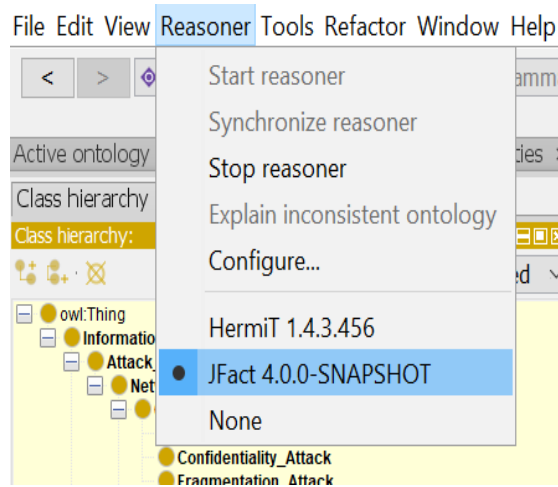 File Edit View Reasoner Tools Refactor Window Help
< >
Start reasoner
Synchronize reasoner
Active ontology
Stop reasoner
Class hierarchy
Explain inconsistent ontology
Class hierarchy:
Configure...
owl:Thing
HermiT 1.4.3.456
JFact 4.0.0-SNAPSHOT
None
Confidentiality_Attack
Fragmentation_Attack